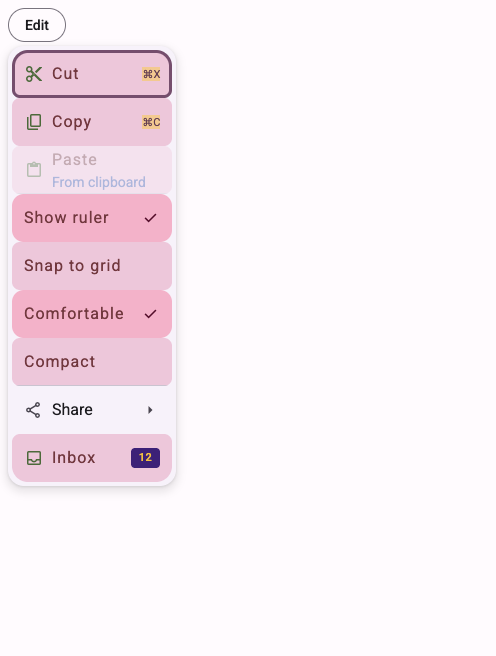 Edit
Cut ⌘X
Copy ⌘C
Paste
From clipboard
Show ruler
Snap to grid
Comfortable
Compact
Share
Inbox 12